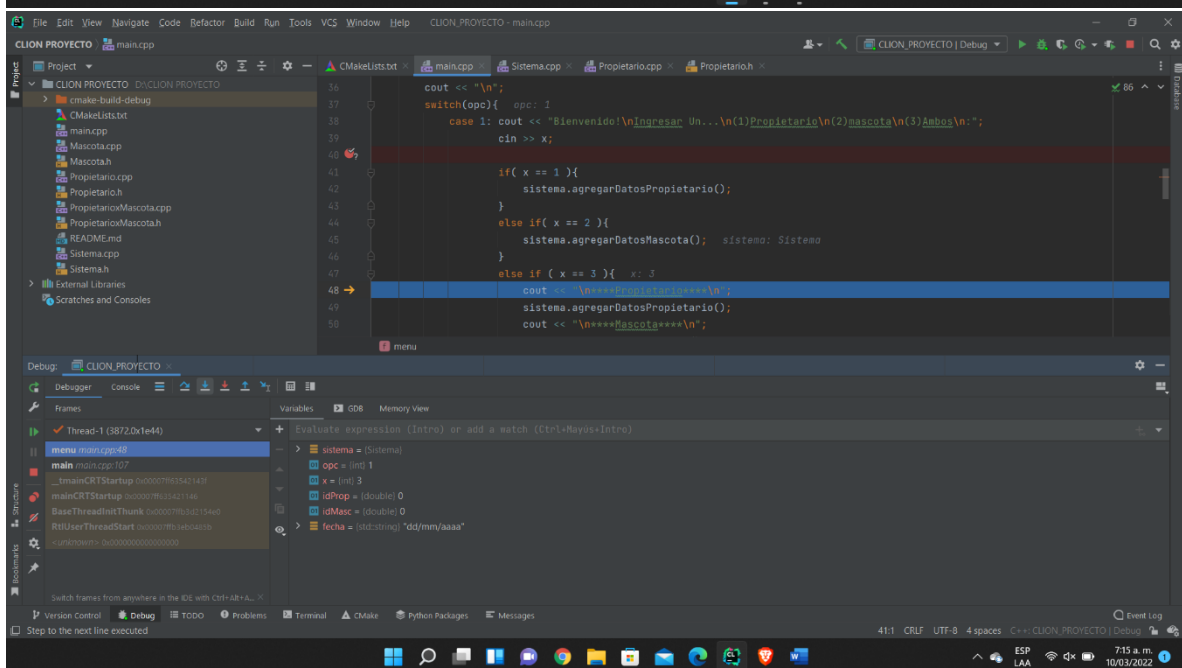 File Edit View Navigate Code Refactor Build Run Tools VCS Window Help CLION_PROYECTO - main.cpp
CLION PROYECTO main.cpp CLION_PROYECTO | Debug
Project CMakeLists.txt main.cpp Sistema.cpp Propietario.cpp Propietario.h
CLION PROYECTO D:\CLION PROYECTO
cmake-build-debug
CMakeLists.txt
main.cpp
Mascota.cpp
Mascota.h
Propietario.cpp
Propietario.h
PropietarioxMascota.cpp
PropietarioxMascota.h
README.md
Sistema.cpp
Sistema.h
External Libraries
Scratches and Consoles
36 cout << "\n";
37 switch(opc){ opc: 1
38 case 1: cout << "Bienvenido!\nIngresar Un...\n(1)Propietario\n(2)mascota\n(3)Ambos\n:";
39 cin >> x;
40
41 if( x == 1 ){
42 sistema.agregarDatosPropietario();
43 }
44 else if( x == 2 ){
45 sistema.agregarDatosMascota(); sistema: Sistema
46 }
47 else if ( x == 3 ){ x: 3
48 cout << "\n****Propietario****\n";
49 sistema.agregarDatosPropietario();
50 cout << "\n****Mascota****\n";
86
menu
Project
Structure
Bookmarks
Database
Debug: CLION_PROYECTO
Debugger Console
Frames
Thread-1 (3872.0x1e44)
menu main.cpp:48
main main.cpp:107
__tmainCRTStartup
mainCRTStartup
BaseThreadInitThunk
RtlUserThreadStart
<unknown> 0x0000000000000000
Switch frames from anywhere in the IDE with Ctrl+Alt+A...
Variables GDB Memory View
Evaluate expression (Intro) or add a watch (Ctrl+Mayús+Intro)
sistema = {Sistema}
opc = {int} 1
x = {int} 3
idProp = {double} 0
idMasc = {double} 0
fecha = {std::string} "dd/mm/aaaa"
Version Control Debug TODO Problems Terminal CMake Python Packages Messages Event Log
Step to the next line executed 41:1 CRLF UTF-8 4 spaces C++: CLION_PROYECTO | Debug
ESP
LAA
7:15 a. m.
10/03/2022
1